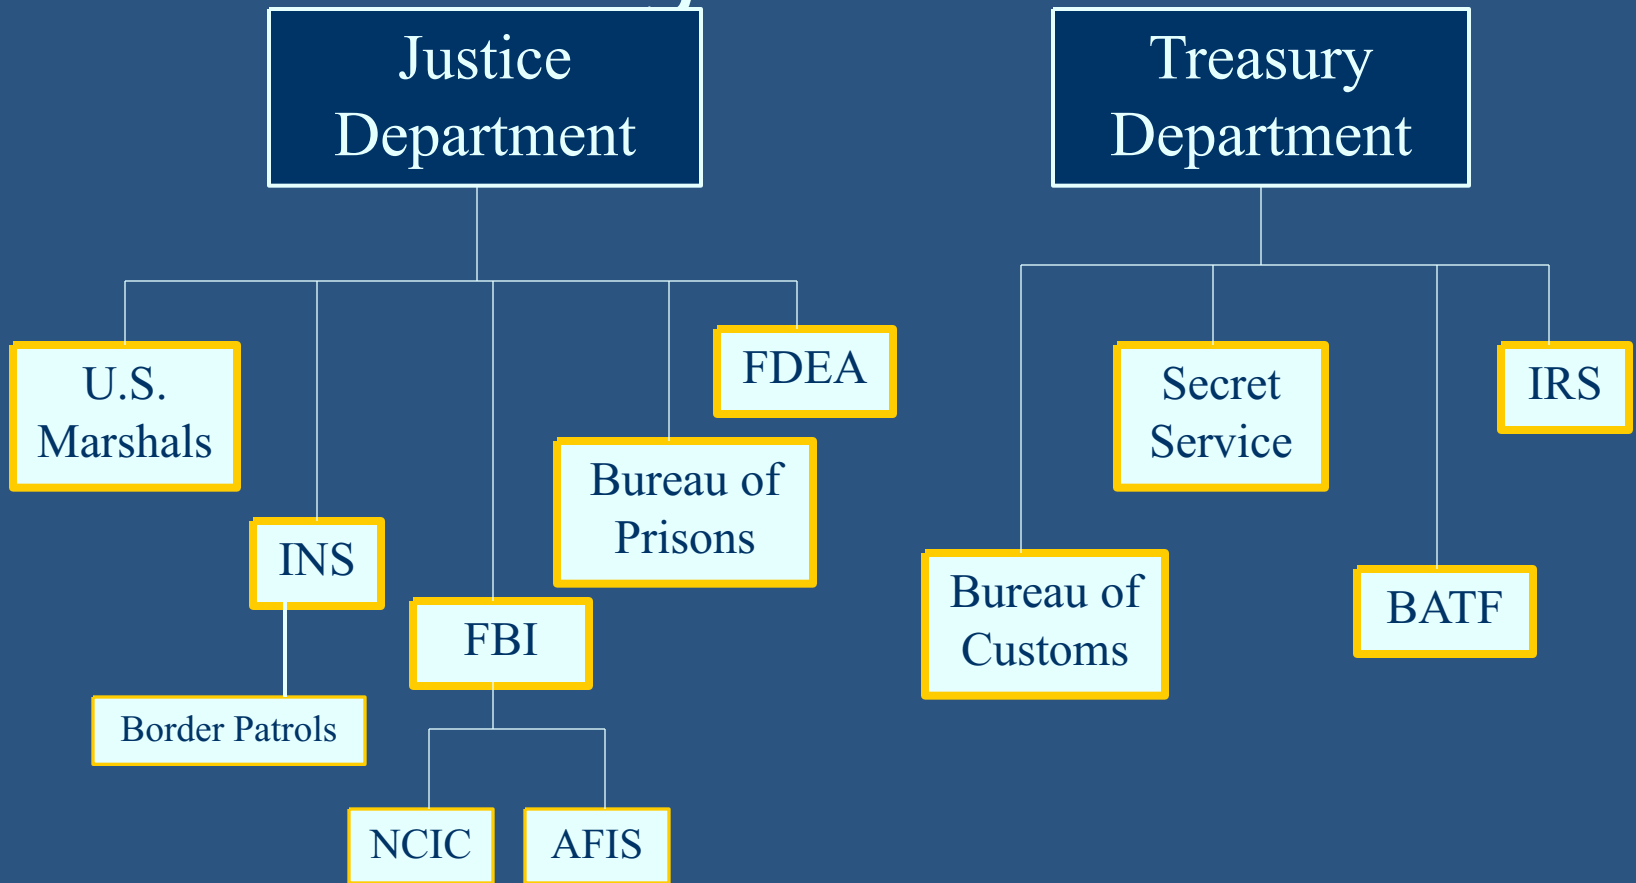 Justice
Department
Treasury
Department
U.S.
Marshals
INS
Border Patrols
FBI
NCIC
AFIS
Bureau of
Prisons
FDEA
Bureau of
Customs
Secret
Service
BATF
IRS